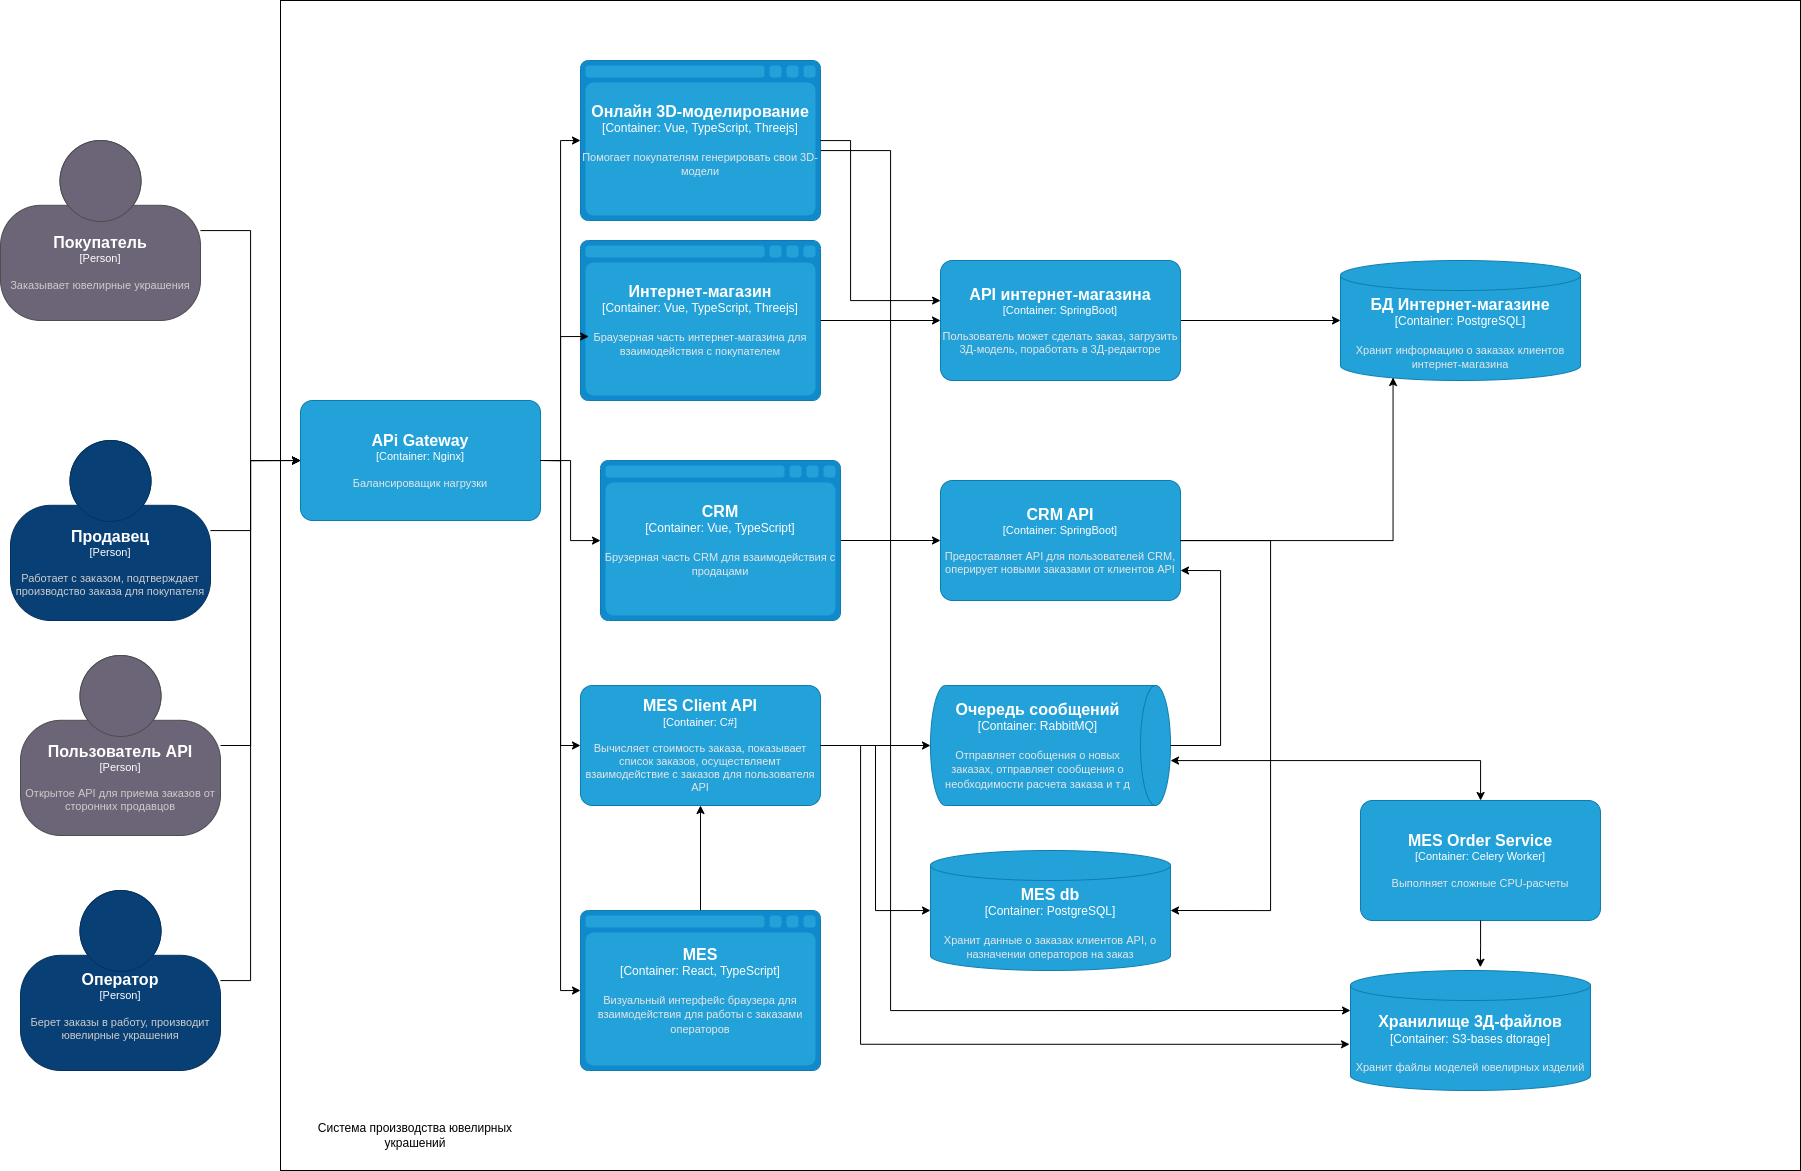 Покупатель
[Person]
Заказывает ювелирные украшения
Продавец
[Person]
Работает с заказом, подтверждает
производство заказа для покупателя
Пользователь API
[Person]
Открытое API для приема заказов от
сторонних продавцов
Оператор
[Person]
Берет заказы в работу, производит
ювелирные украшения
APi Gateway
[Container: Nginx]
Балансироващик нагрузки
Онлайн 3D-моделирование
[Container: Vue, TypeScript, Threejs]
Помогает покупателям генерировать свои 3D-
модели
Интернет-магазин
[Container: Vue, TypeScript, Threejs]
Браузерная часть интернет-магазина для
взаимодействия с покупателем
CRM
[Container: Vue, TypeScript]
Брузерная часть CRM для взаимодействия с
продацами
MES Client API
[Container: C#]
Вычисляет стоимость заказа, показывает
список заказов, осуществляемт
взаимодействие с заказов для пользователя
API
MES
[Container: React, TypeScript]
Визуальный интерфейс браузера для
взаимодействия для работы с заказами
операторов
API интернет-магазина
[Container: SpringBoot]
Пользователь может сделать заказ, загрузить
3Д-модель, поработать в 3Д-редакторе
CRM API
[Container: SpringBoot]
Предоставляет API для пользователей CRM,
оперирует новыми заказами от клиентов API
Очередь сообщений
[Container: RabbitMQ]
Отправляет сообщения о новых
заказах, отправляет сообщения о
необходимости расчета заказа и т д
MES db
[Container: PostgreSQL]
Хранит данные о заказах клиентов API, о
назначении операторов на заказ
БД Интернет-магазине
[Container: PostgreSQL]
Хранит информацию о заказах клиентов
интернет-магазина
MES Order Service
[Container: Celery Worker]
Выполняет сложные CPU-расчеты
Хранилище 3Д-файлов
[Container: S3-bases dtorage]
Хранит файлы моделей ювелирных изделий
Система производства ювелирных
украшений